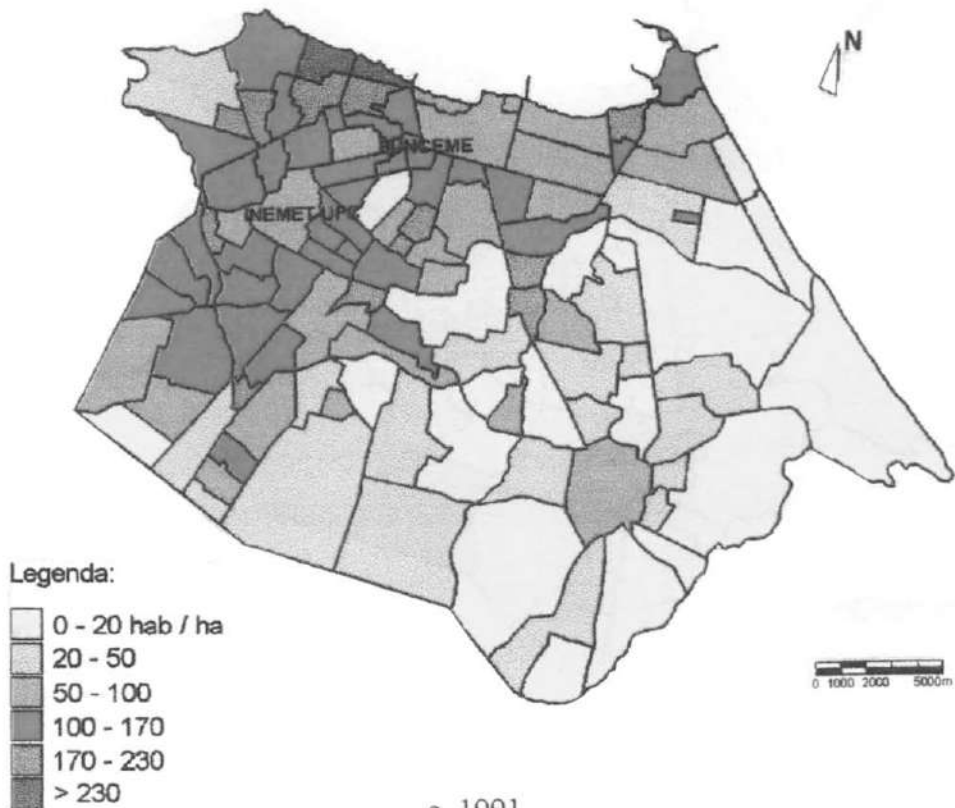 N
FUNCEME
INEMET-UFC
Legenda:
0 - 20 hab / ha
20 - 50
50 - 100
100 - 170
170 - 230
> 230
0 1000 2000 5000m
a. 1991